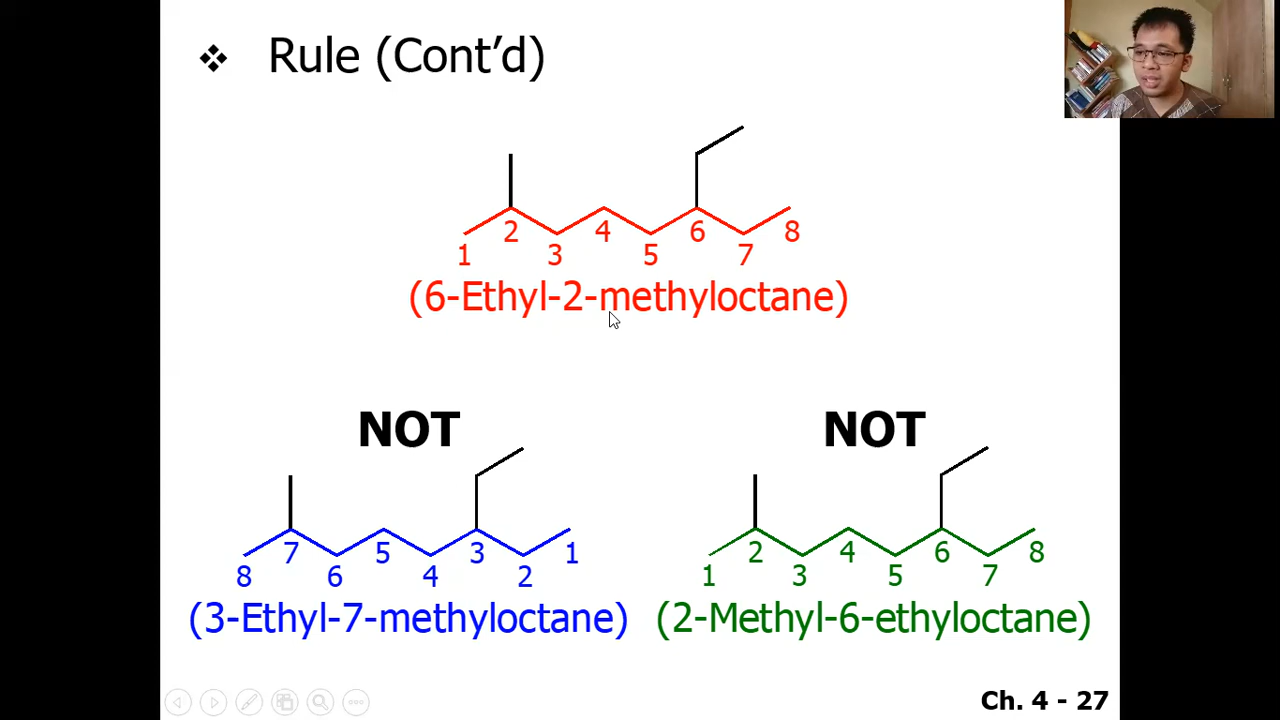 ❖ Rule (Cont’d)
1 2 3 4 5 6 7 8
(6-Ethyl-2-methyloctane)
NOT
8 7 6 5 4 3 2 1
(3-Ethyl-7-methyloctane)
NOT
1 2 3 4 5 6 7 8
(2-Methyl-6-ethyloctane)
Ch. 4 - 27